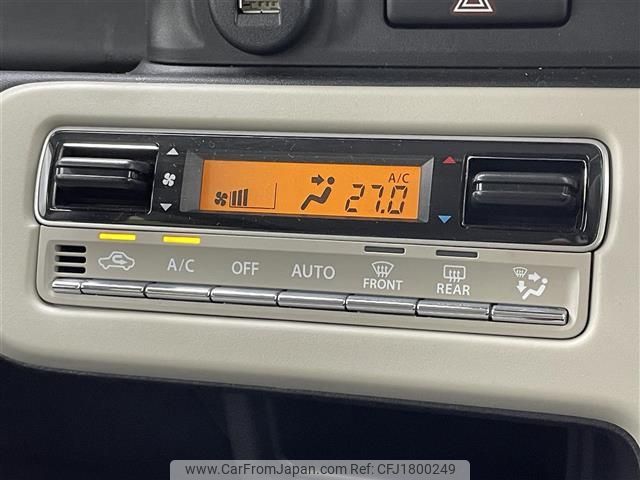 A/C
27.0
A/C
OFF
AUTO
FRONT
REAR
www.CarFromJapan.com Ref: CFJ1800249